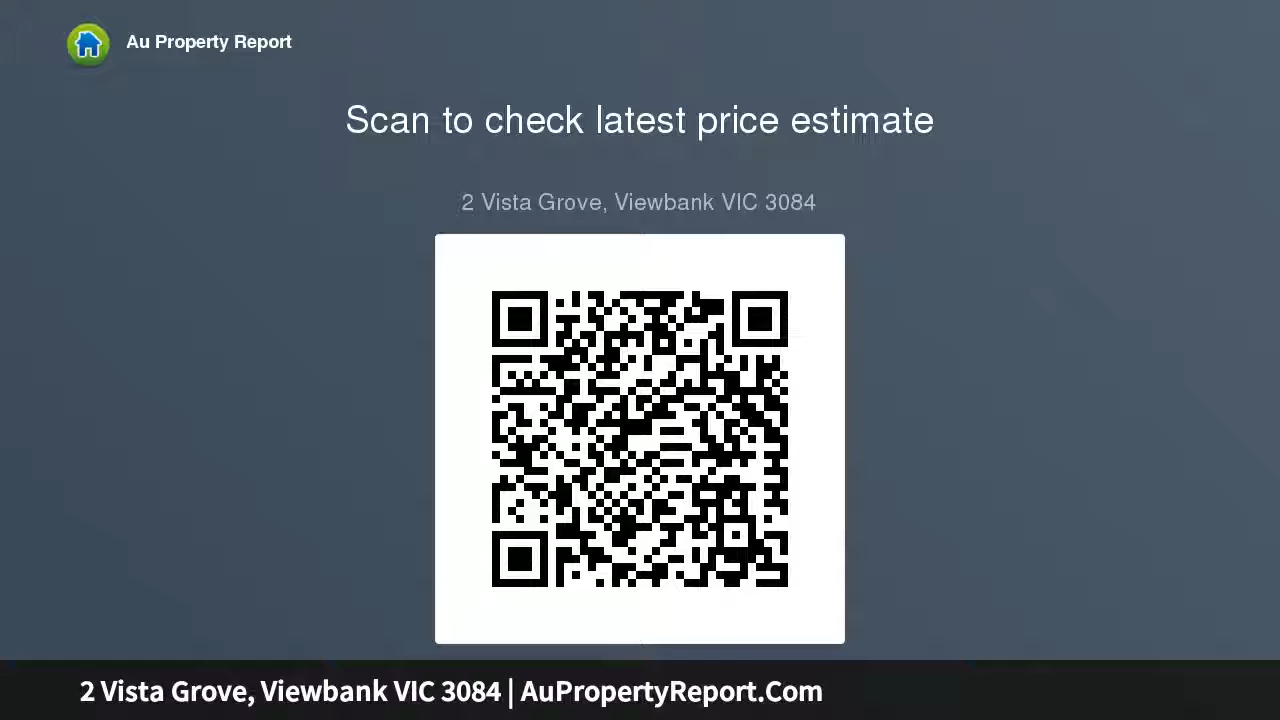 Au Property Report
Scan to check latest price estimate
2 Vista Grove, Viewbank VIC 3084
2 Vista Grove, Viewbank VIC 3084 | AuPropertyReport.Com